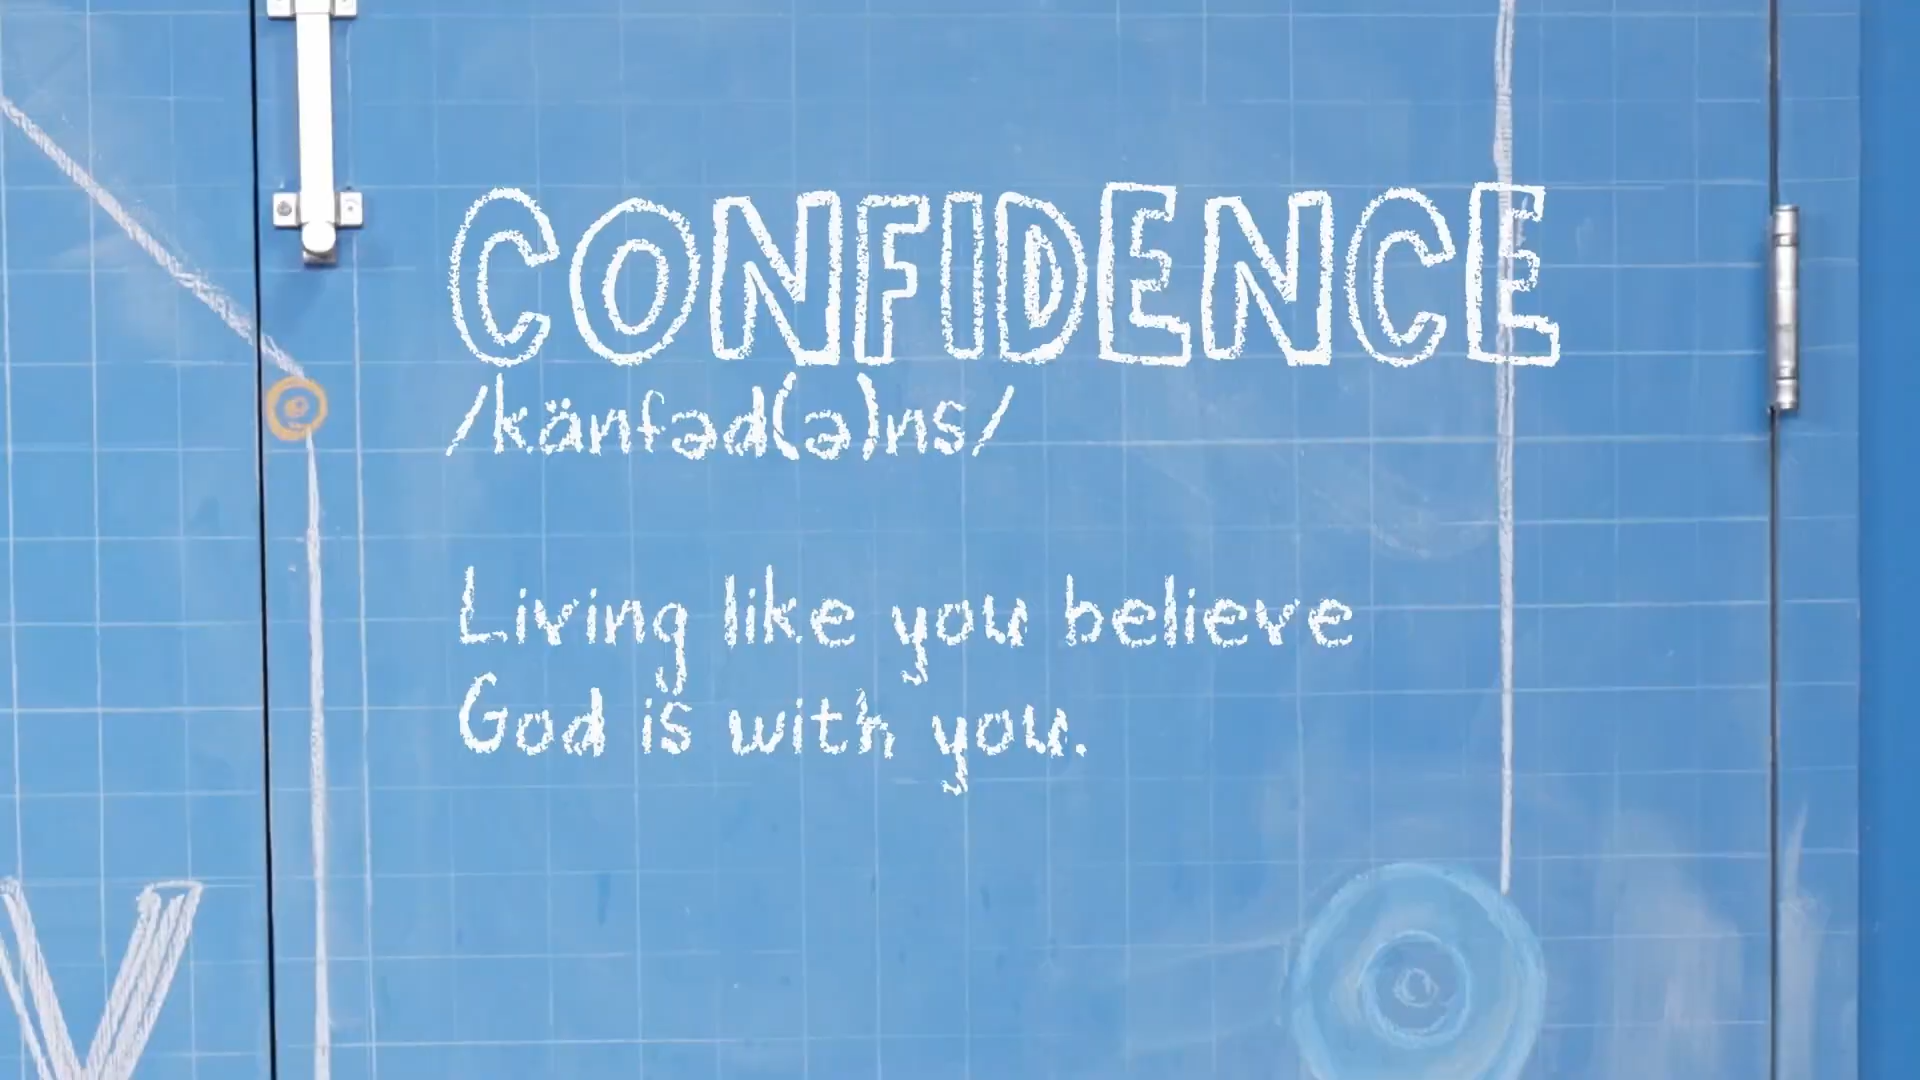 CONFIDENCE
/känfəd(ə)ns/
Living like you believe
God is with you.